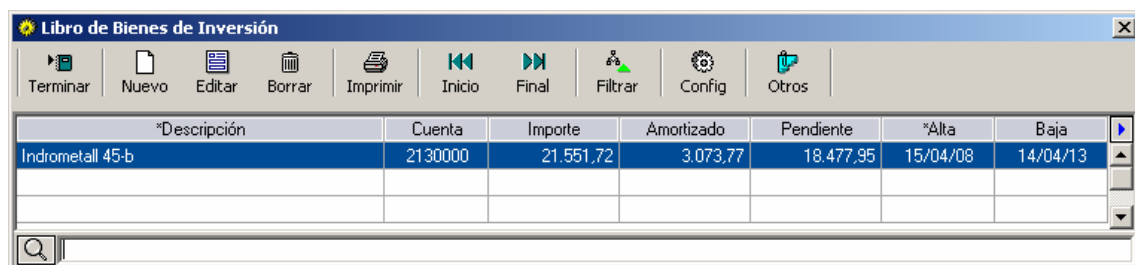 Libro de Bienes de Inversión
Terminar Nuevo Editar Borrar Imprimir Inicio Final Filtrar Config Otros
*Descripción Cuenta Importe Amortizado Pendiente *Alta Baja
Indrometall 45-b 2130000 21.551,72 3.073,77 18.477,95 15/04/08 14/04/13